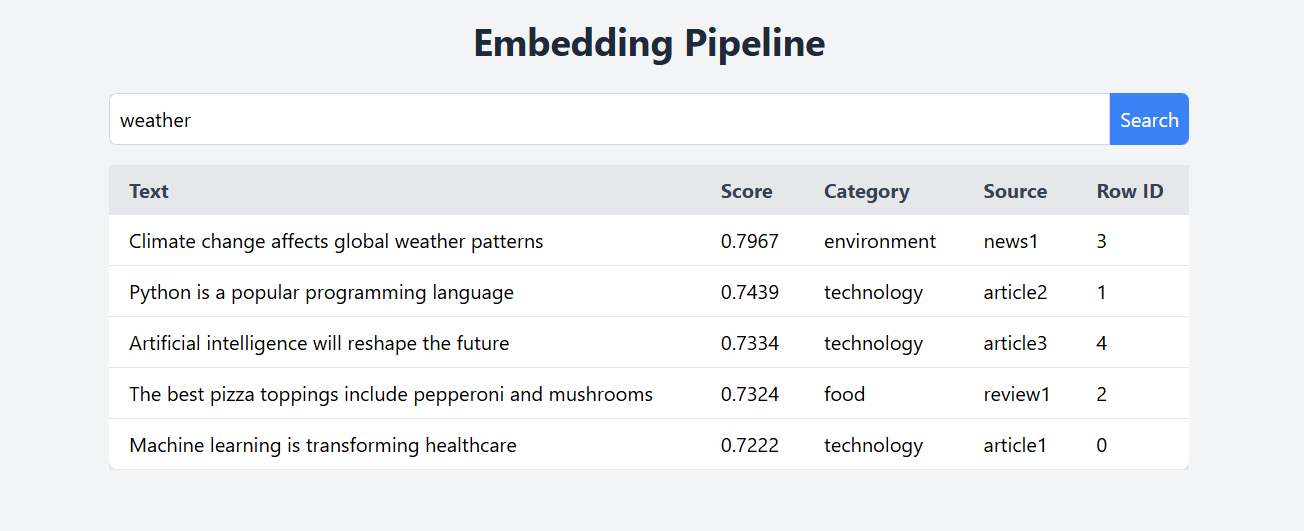 Embedding Pipeline
weather Search
Text Score Category Source Row ID
Climate change affects global weather patterns 0.7967 environment news1 3
Python is a popular programming language 0.7439 technology article2 1
Artificial intelligence will reshape the future 0.7334 technology article3 4
The best pizza toppings include pepperoni and mushrooms 0.7324 food review1 2
Machine learning is transforming healthcare 0.7222 technology article1 0